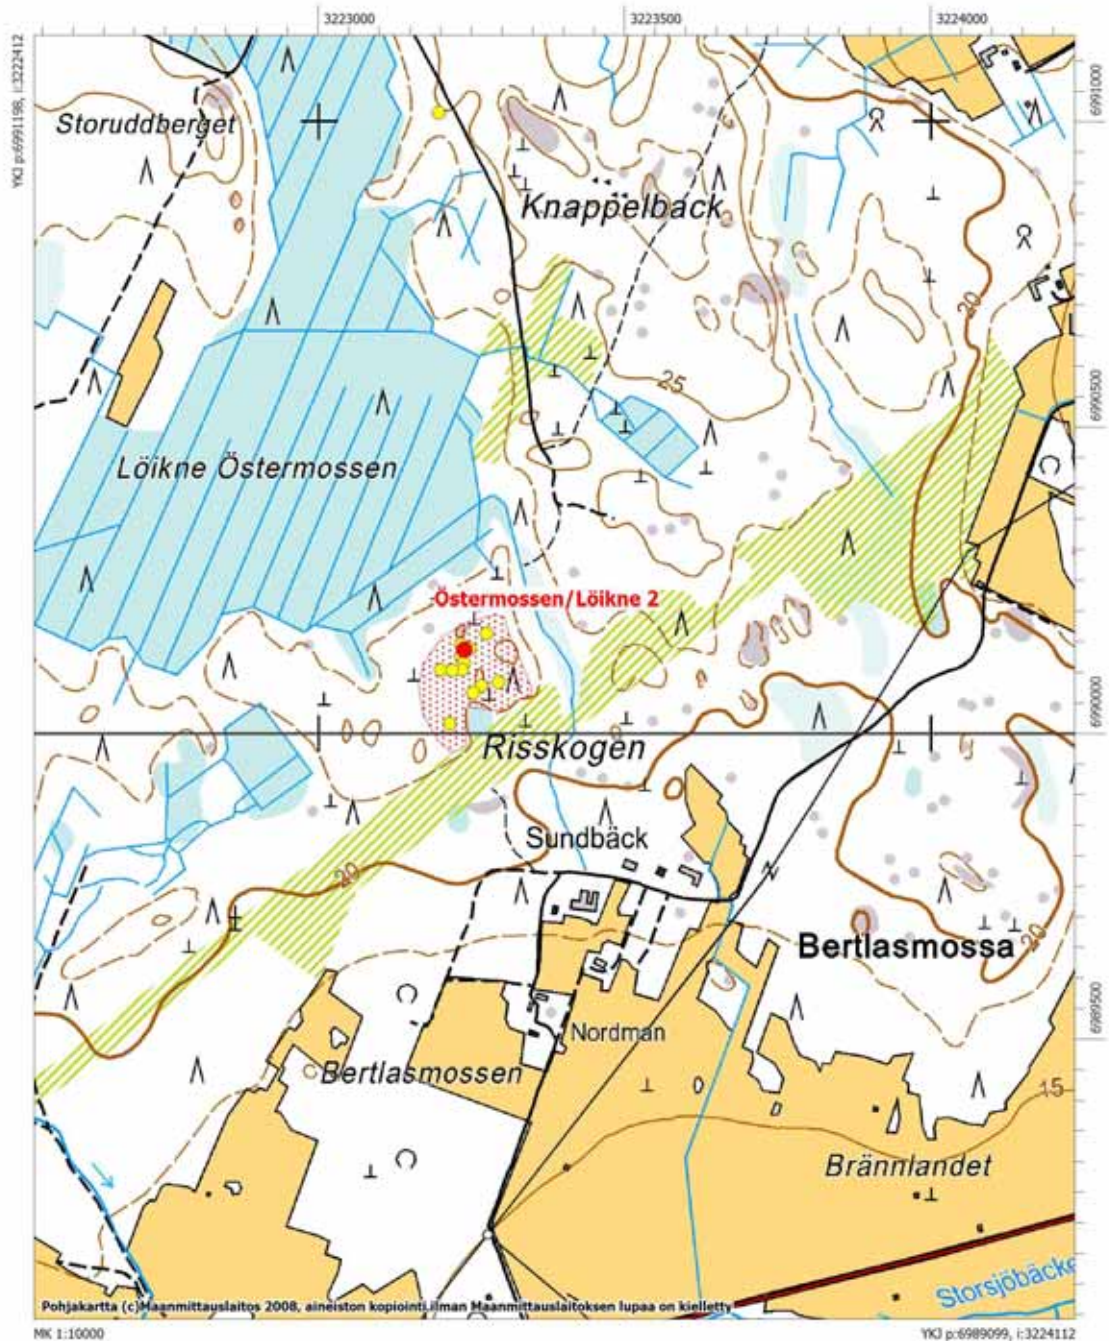 3223000
3223500
3224000
YKJ p:6991198, i:3222412
6991000
Storuddberget
Knappelback
20
25
6990500
Löikne Östermossen
Östermossen/Löikne 2
6990000
Risskogen
Sundbäck
20
Z
Bertlasmossa
20
6989500
Nordman
Bertlasmossen
15
Brännlandet
Storsjöbäcke
Pohjakartta (c)Maanmittauslaitos 2008, aineiston kopiointi ilman Maanmittauslaitoksen lupaa on kielletty
MK 1:10000
YKJ p:6989099, i:3224112